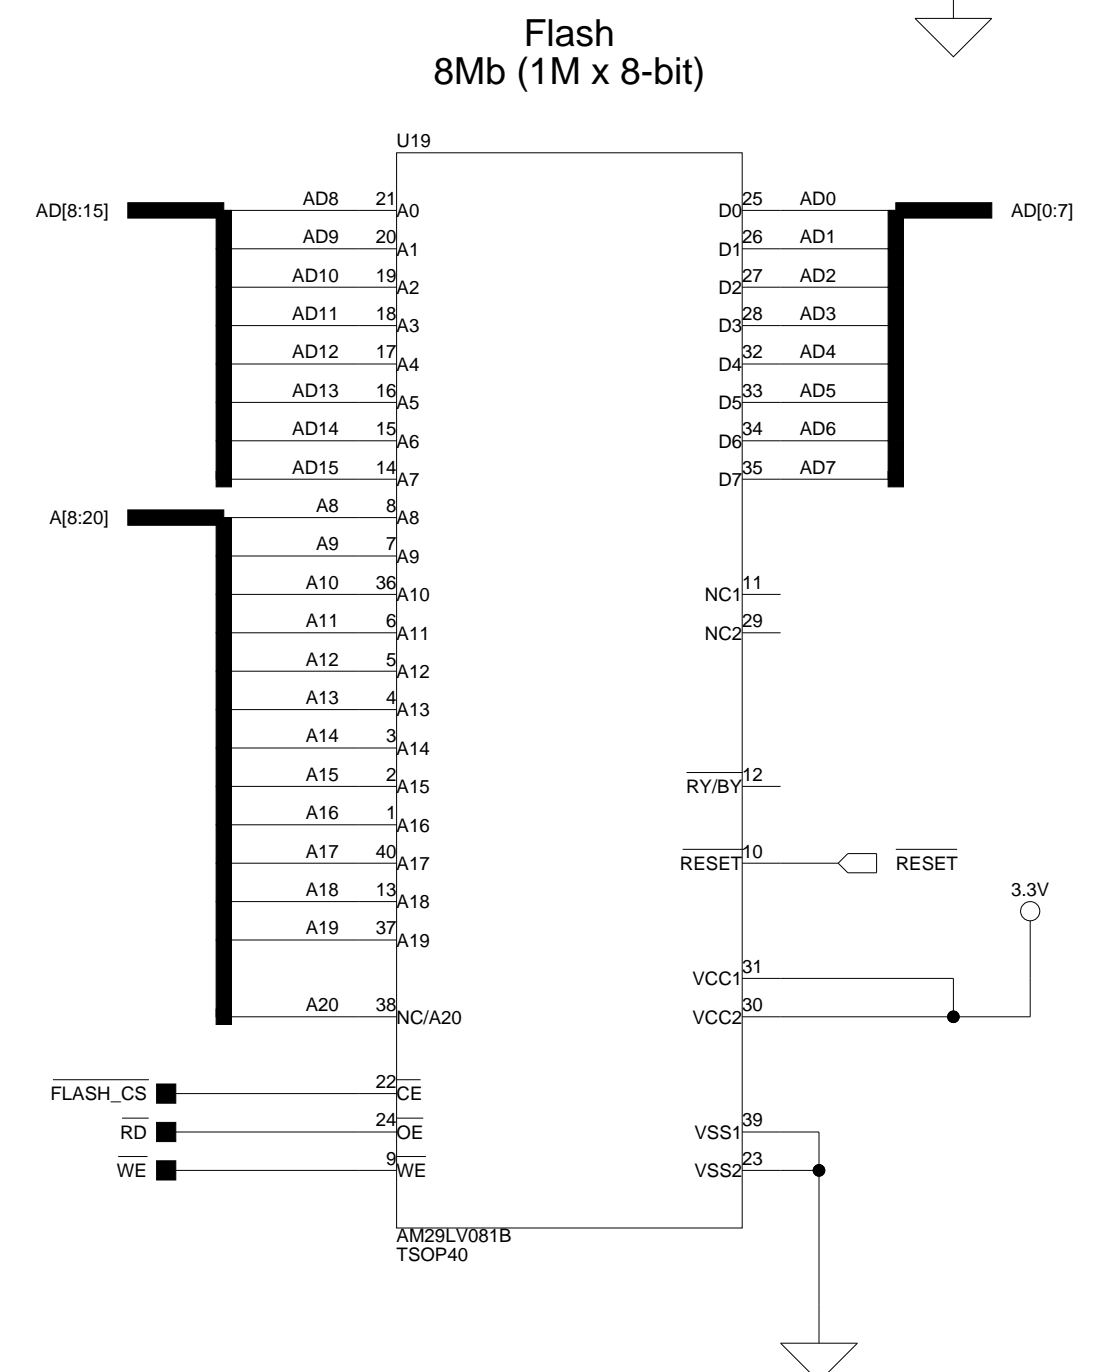 Flash
8Mb (1M x 8-bit)
U19
AD[8:15]
AD8 21 A0
AD9 20 A1
AD10 19 A2
AD11 18 A3
AD12 17 A4
AD13 16 A5
AD14 15 A6
AD15 14 A7
A[8:20]
A8 8 A8
A9 7 A9
A10 36 A10
A11 6 A11
A12 5 A12
A13 4 A13
A14 3 A14
A15 2 A15
A16 1 A16
A17 40 A17
A18 13 A18
A19 37 A19
A20 38 NC/A20
FLASH_CS 22 CE
RD 24 OE
WE 9 WE
D0 25 AD0
AD[0:7]
D1 26 AD1
D2 27 AD2
D3 28 AD3
D4 32 AD4
D5 33 AD5
D6 34 AD6
D7 35 AD7
NC1 11
NC2 29
RY/BY 12
RESET 10 RESET
3.3V
VCC1 31
VCC2 30
VSS1 39
VSS2 23
AM29LV081B
TSOP40